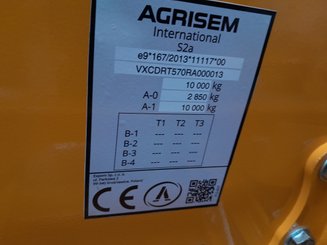 AGRISEM
International
S2a
e9*167/2013*11117*00
VXCDRT570RA000013
10 000 kg
A-0 2 850 kg
A-1 10 000 kg
T1 T2 T3
B-1 - - -
B-2 - - -
B-3 - - -
B-4 - - -
CE